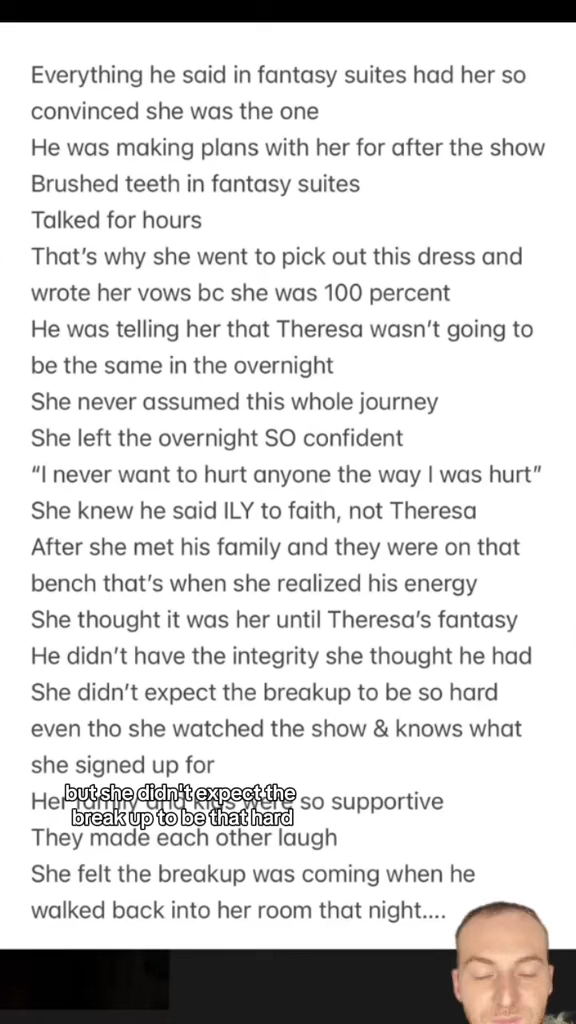 Everything he said in fantasy suites had her so
convinced she was the one
He was making plans with her for after the show
Brushed teeth in fantasy suites
Talked for hours
That's why she went to pick out this dress and
wrote her vows bc she was 100 percent
He was telling her that Theresa wasn't going to
be the same in the overnight
She never assumed this whole journey
She left the overnight SO confident
“I never want to hurt anyone the way I was hurt”
She knew he said ILY to faith, not Theresa
After she met his family and they were on that
bench that's when she realized his energy
She thought it was her until Theresa's fantasy
He didn't have the integrity she thought he had
She didn't expect the breakup to be so hard
even tho she watched the show & knows what
she signed up for
Her family and kids were so supportive
but she didn't expect the
break up to be that hard
They made each other laugh
She felt the breakup was coming when he
walked back into her room that night....